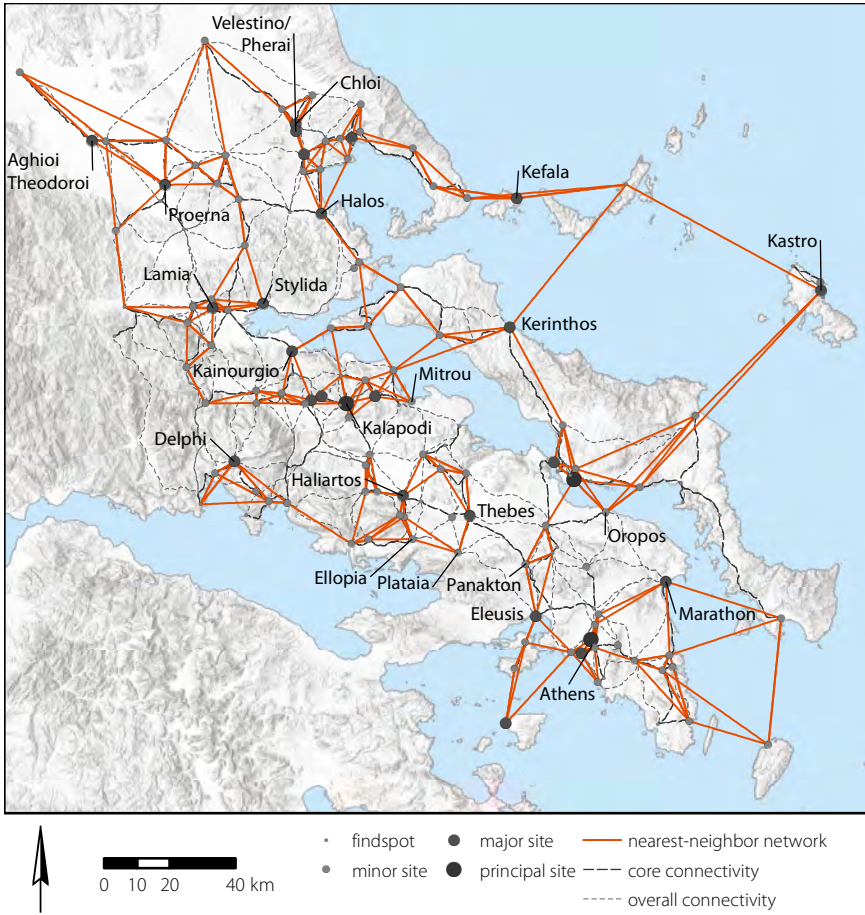 Velestino/
Pherai
Chloi
Aghioi
Theodoroi
Proerna
Halos
Kefala
Kastro
Lamia
Stylida
Kerinthos
Kainourgio
Mitrou
Kalapodi
Delphi
Haliartos
Thebes
Oropos
Ellopia
Plataia
Panakton
Eleusis
Marathon
Athens
findspot
major site
nearest-neighbor network
minor site
principal site
core connectivity
overall connectivity
0 10 20 40 km